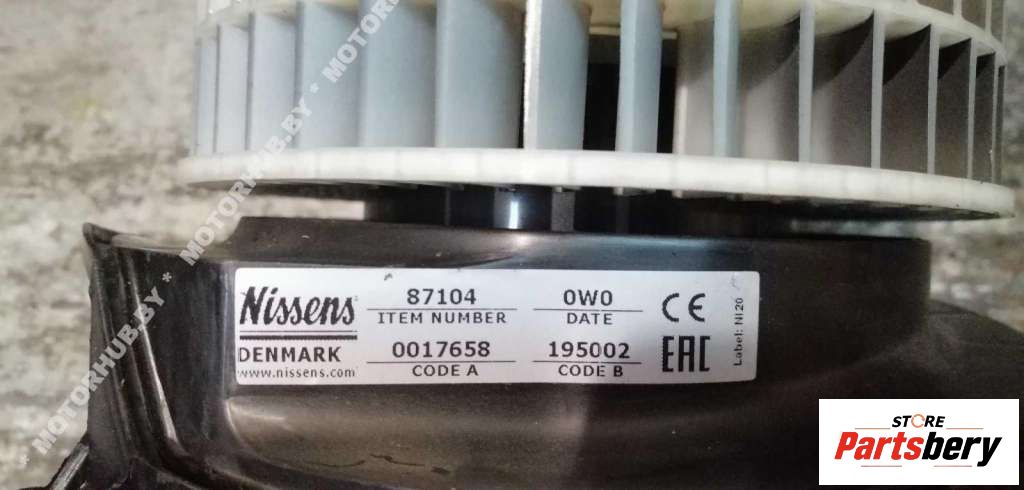 * MOTORHUB.BY * MOTORHUB.BY * MOTORHUB.BY
Nissens
DENMARK
www.nissens.com
87104
ITEM NUMBER
0W0
DATE
0017658
CODE A
195002
CODE B
CE
EAC
Label: NI 20
STORE
Partsbery